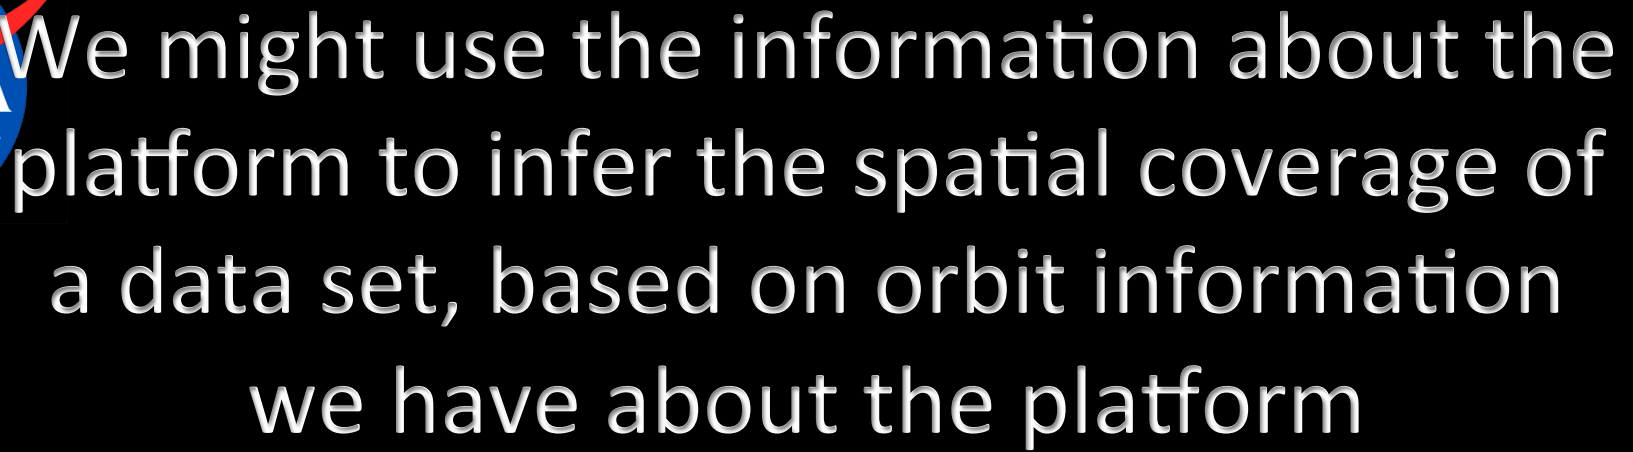 We might use the information about the
platform to infer the spatial coverage of
a data set, based on orbit information
we have about the platform